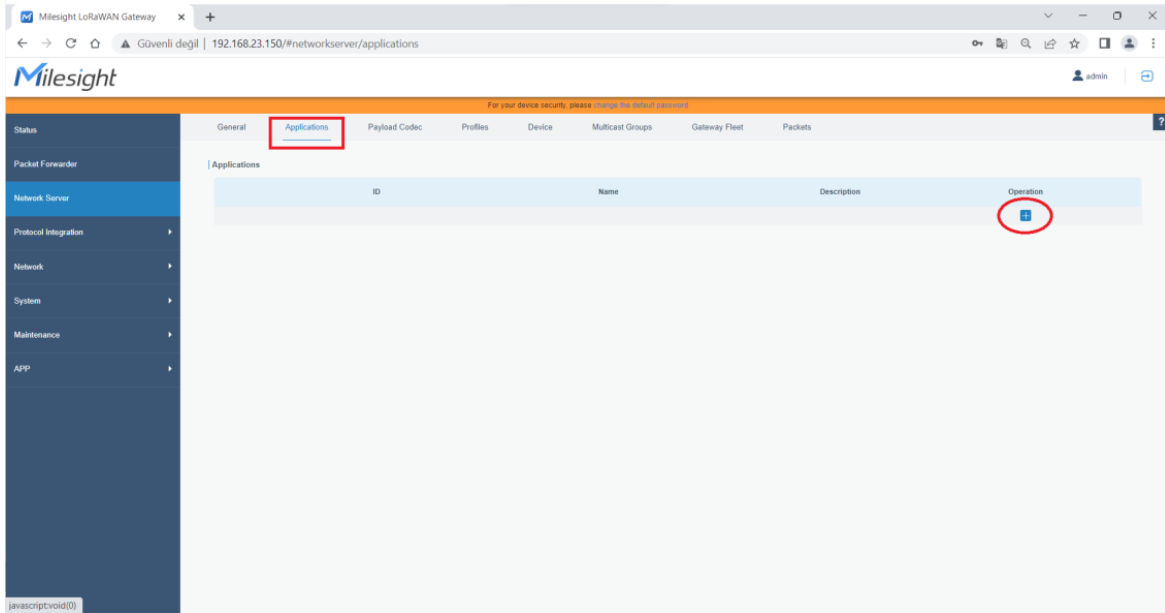 Milesight LoRaWAN Gateway
Güvenli değil | 192.168.23.150/#networkserver/applications
Milesight
admin
For your device security, please change the default password
?
Status
Packet Forwarder
Network Server
Protocol Integration
Network
System
Maintenance
APP
General Applications Payload Codec Profiles Device Multicast Groups Gateway Fleet Packets
Applications
ID Name Description Operation
javascript:void(0)